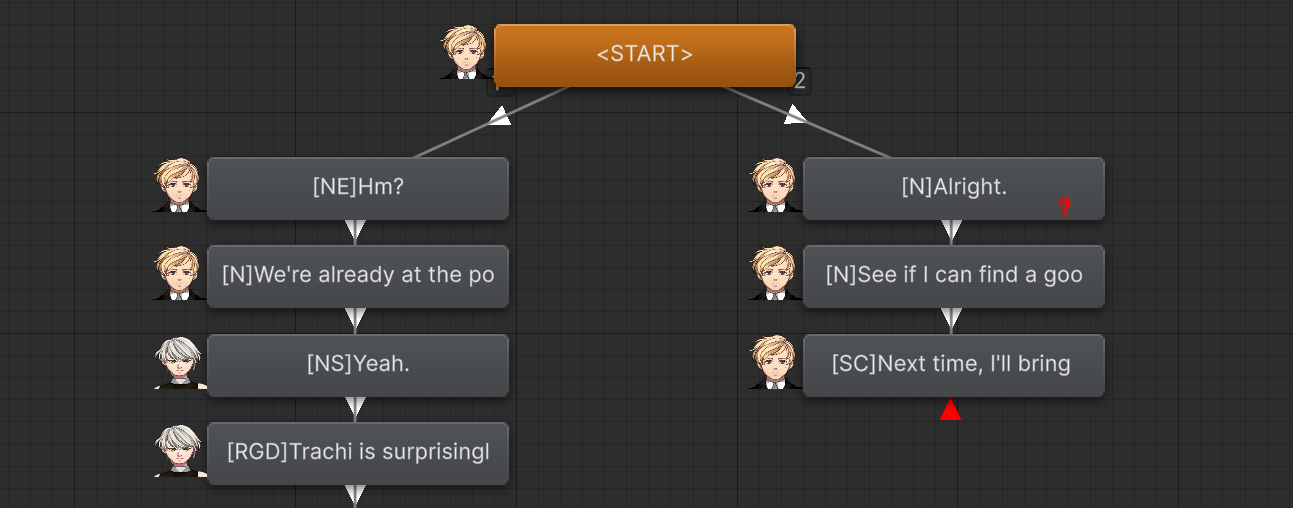 <START>
2
[NE]Hm?
[N]We're already at the po
[NS]Yeah.
[RGD]Trachi is surprisingl
[N]Alright.
?
[N]See if I can find a goo
[SC]Next time, I'll bring